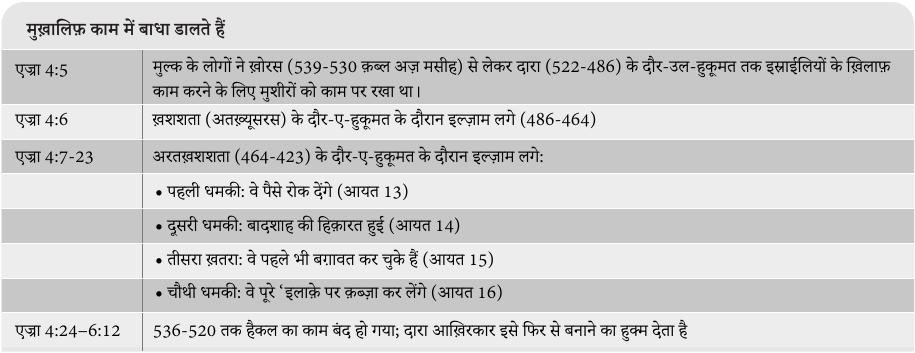 मुख़ालिफ़ काम में बाधा डालते हैं
एज्रा 4:5 मुल्क के लोगों ने ख़ोरस (539-530 क़ब्ल अज़ मसीह) से लेकर दारा (522-486) के दौर-उल-हुकूमत तक इस्राईलियों के ख़िलाफ़
काम करने के लिए मुशीरों को काम पर रखा था।
एज्रा 4:6 ख़शशता (अतख़्यूसरस) के दौर-ए-हुकूमत के दौरान इल्ज़ाम लगे (486-464)
एज्रा 4:7-23 अरतख़शशता (464-423) के दौर-ए-हुकूमत के दौरान इल्ज़ाम लगे:
• पहली धमकी: वे पैसे रोक देंगे (आयत 13)
• दूसरी धमकी: बादशाह की हिक़ारत हुई (आयत 14)
• तीसरा ख़तरा: वे पहले भी बग़ावत कर चुके हैं (आयत 15)
• चौथी धमकी: वे पूरे ‘इलाक़े पर क़ब्ज़ा कर लेंगे (आयत 16)
एज्रा 4:24–6:12 536-520 तक हैकल का काम बंद हो गया; दारा आख़िरकार इसे फिर से बनाने का हुक्म देता है